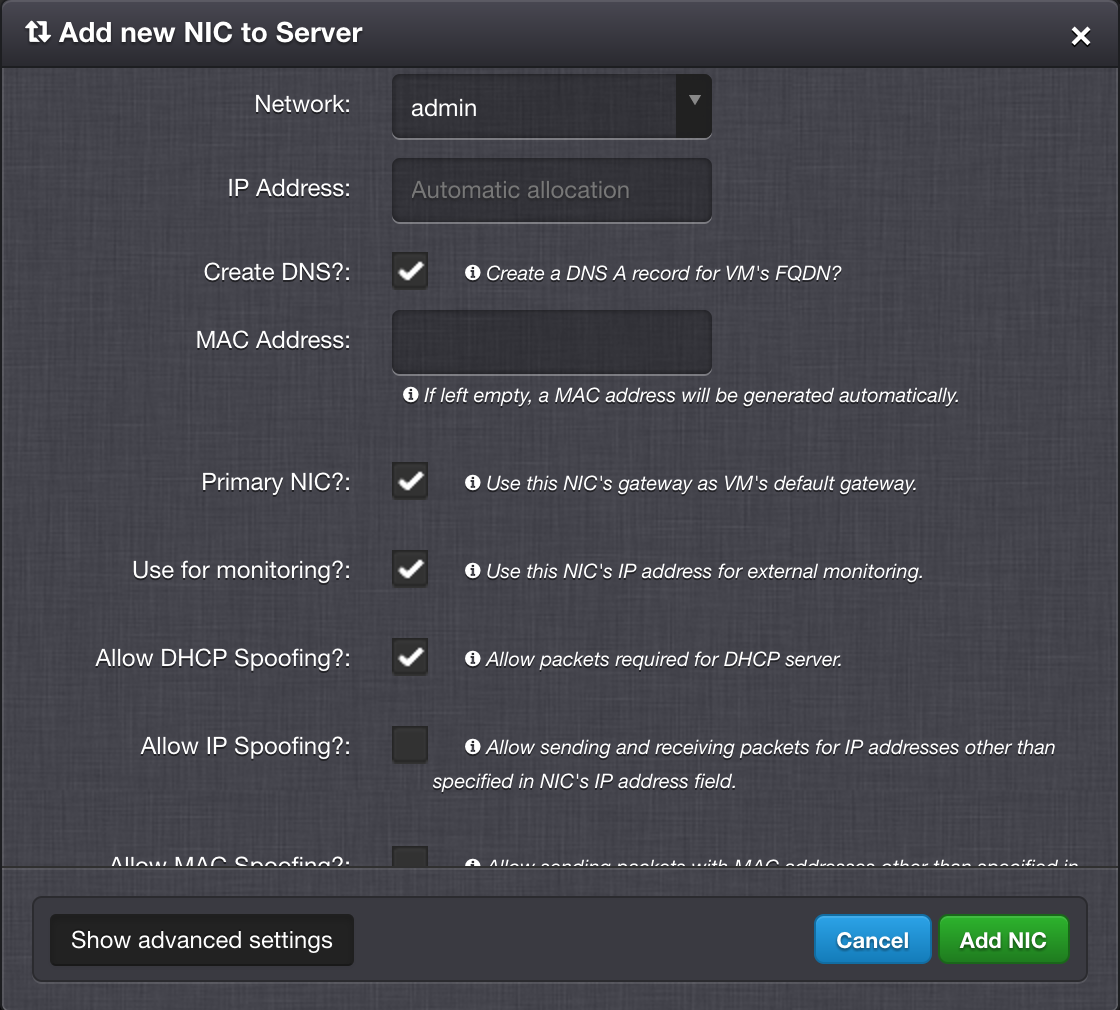 Add new NIC to Server
Network:
admin
IP Address:
Automatic allocation
Create DNS?:
Create a DNS A record for VM's FQDN?
MAC Address:
If left empty, a MAC address will be generated automatically.
Primary NIC?:
Use this NIC's gateway as VM's default gateway.
Use for monitoring?:
Use this NIC's IP address for external monitoring.
Allow DHCP Spoofing?:
Allow packets required for DHCP server.
Allow IP Spoofing?:
Allow sending and receiving packets for IP addresses other than
specified in NIC's IP address field.
Allow MAC Spoofing?:
Allow sending packets with MAC addresses other than specified in
Show advanced settings
Cancel
Add NIC